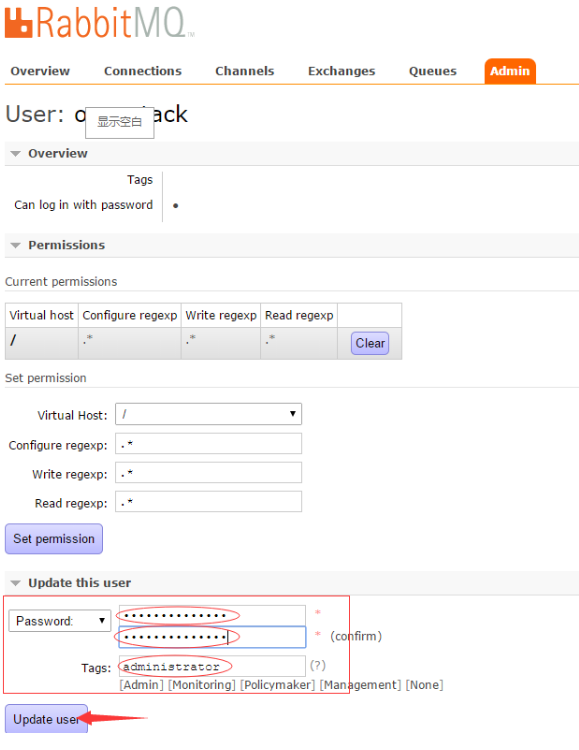 RabbitMQ
Overview Connections Channels Exchanges Queues Admin
User: ack
显示空白
Overview
Tags
Can log in with password •
Permissions
Current permissions
Virtual host Configure regexp Write regexp Read regexp
/ .* .* .* Clear
Set permission
Virtual Host: /
Configure regexp: .*
Write regexp: .*
Read regexp: .*
Set permission
Update this user
Password: •••••••••••••• *
•••••••••••••• * (confirm)
Tags: administrator (?)
[Admin] [Monitoring] [Policymaker] [Management] [None]
Update user